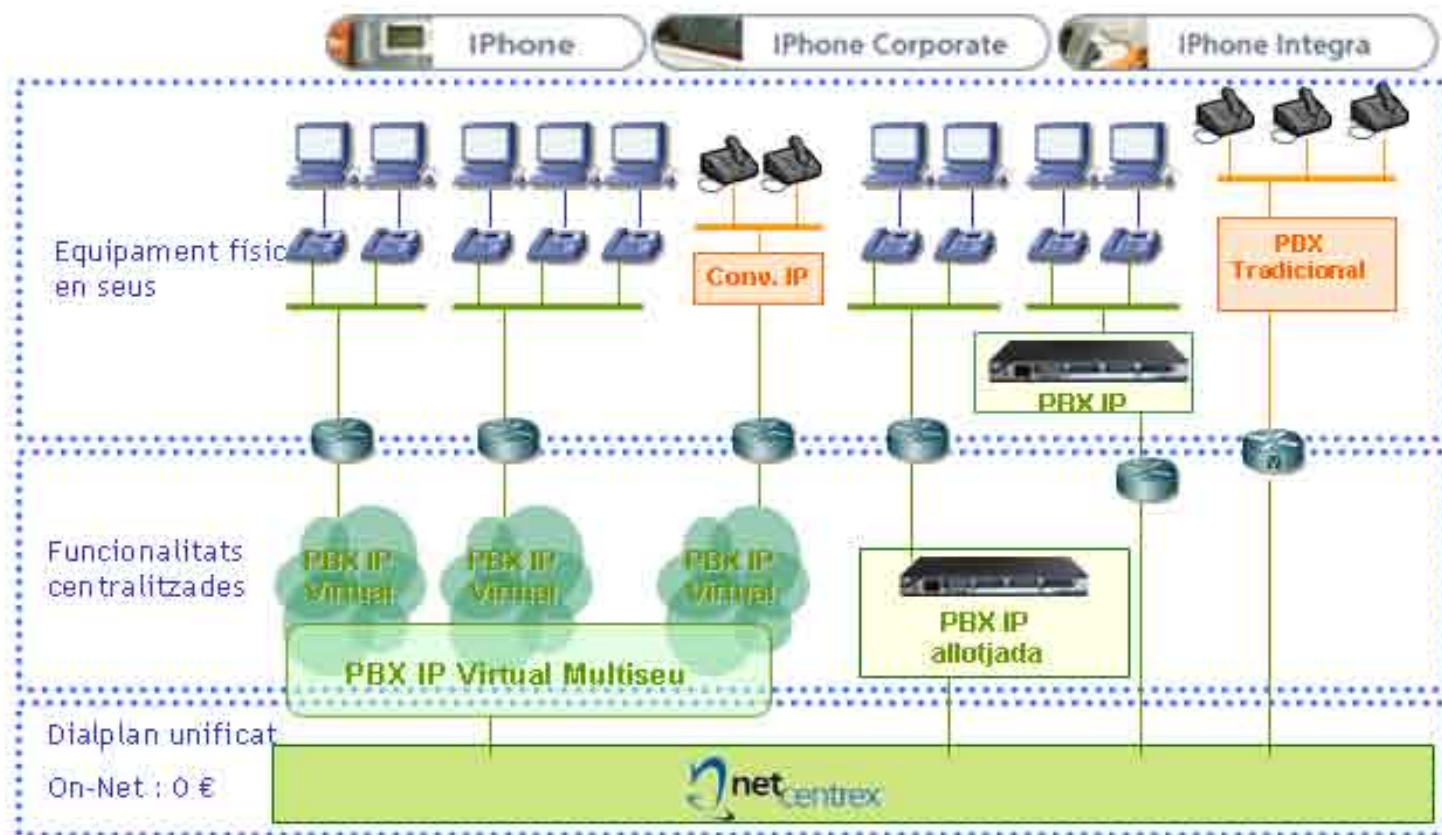 IPhone
IPhone Corporate
IPhone Integra
Equipament físic
en seus
Conv. IP
PBX
Tradicional
PBX IP
Funcionalitats
centralitzades
PBX IP
Virtual
PBX IP
Virtual
PBX IP
Virtual
PBX IP
allotjada
PBX IP Virtual Multiseu
Dialplan unificat
On-Net : 0 €
netcentrex